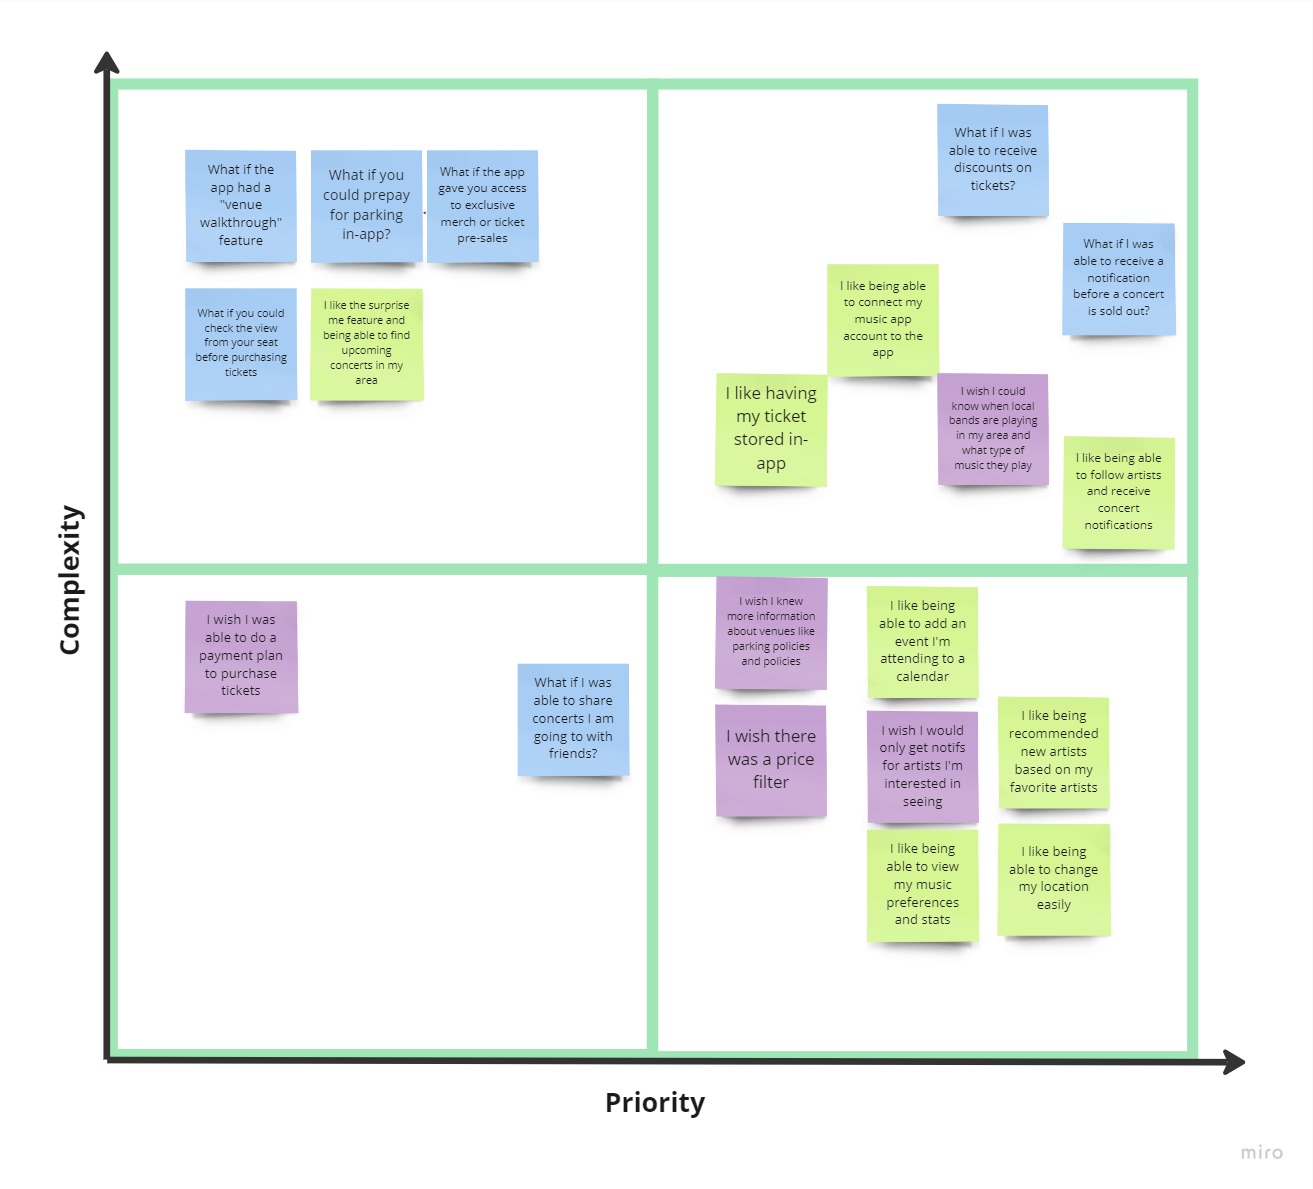 What if the
app had a
"venue
walkthrough"
feature
What if you
could prepay
for parking
in-app?
What if the app
gave you access
to exclusive
merch or ticket
pre-sales
What if I was
able to receive
discounts on
tickets?
What if I was
able to receive a
notification
before a concert
is sold out?
What if you could
check the view
from your seat
before purchasing
tickets
I like the surprise
me feature and
being able to find
upcoming
concerts in my
area
I like being able
to connect my
music app
account to the
app
I like having
my ticket
stored in-
app
I wish I could
know when local
bands are playing
in my area and
what type of
music they play
I like being able
to follow artists
and receive
concert
notifications
Complexity
I wish I was
able to do a
payment plan
to purchase
tickets
What if I was
able to share
concerts I am
going to with
friends?
I wish I knew
more information
about venues like
parking policies
and policies
I like being
able to add an
event I'm
attending to a
calendar
I wish there
was a price
filter
I wish I would
only get notifs
for artists I'm
interested in
seeing
I like being
recommended
new artists
based on my
favorite artists
I like being
able to view
my music
preferences
and stats
I like being
able to change
my location
easily
Priority
miro